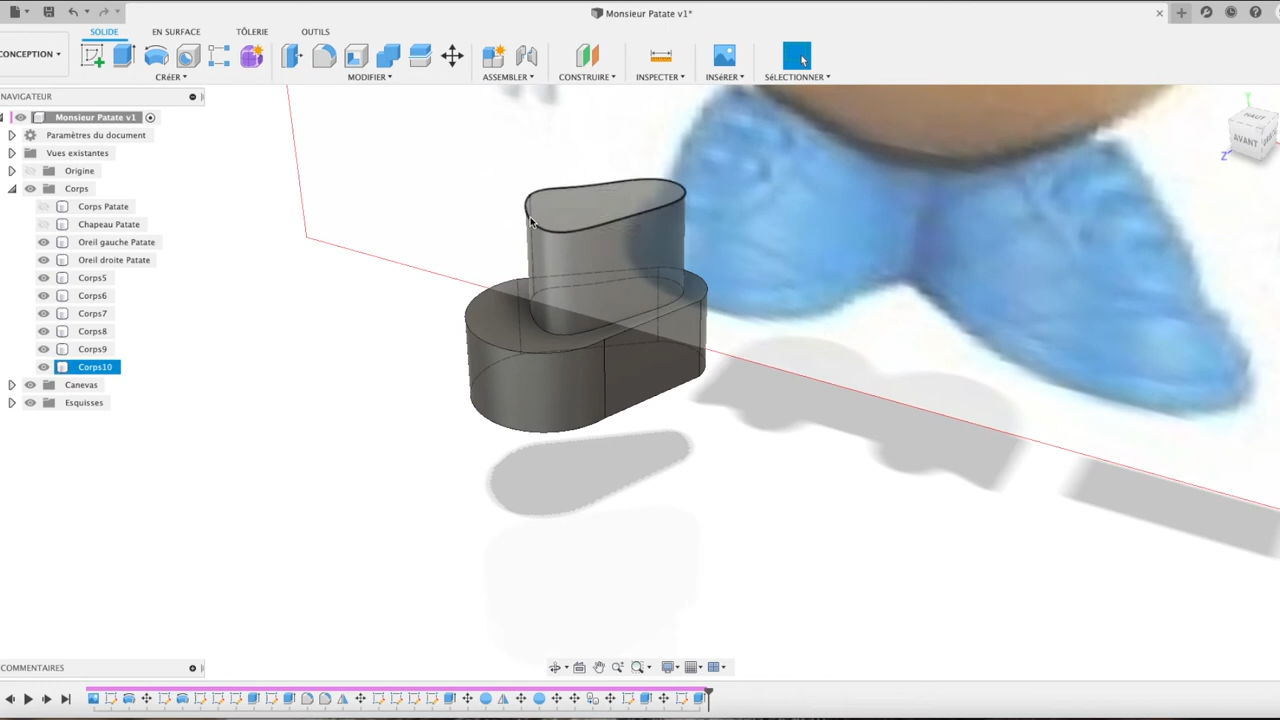 Monsieur Patate v1*
SOLIDE EN SURFACE TÔLERIE OUTILS
CONCEPTION
CRÉER MODIFIER ASSEMBLER CONSTRUIRE INSPECTER INSÉRER SÉLECTIONNER
NAVIGATEUR
Monsieur Patate v1
Paramètres du document
Vues existantes
Origine
Corps
Corps Patate
Chapeau Patate
Oreil gauche Patate
Oreil droite Patate
Corps5
Corps6
Corps7
Corps8
Corps9
Corps10
Canevas
Esquisses
HAUT
AVANT
Z
COMMENTAIRES